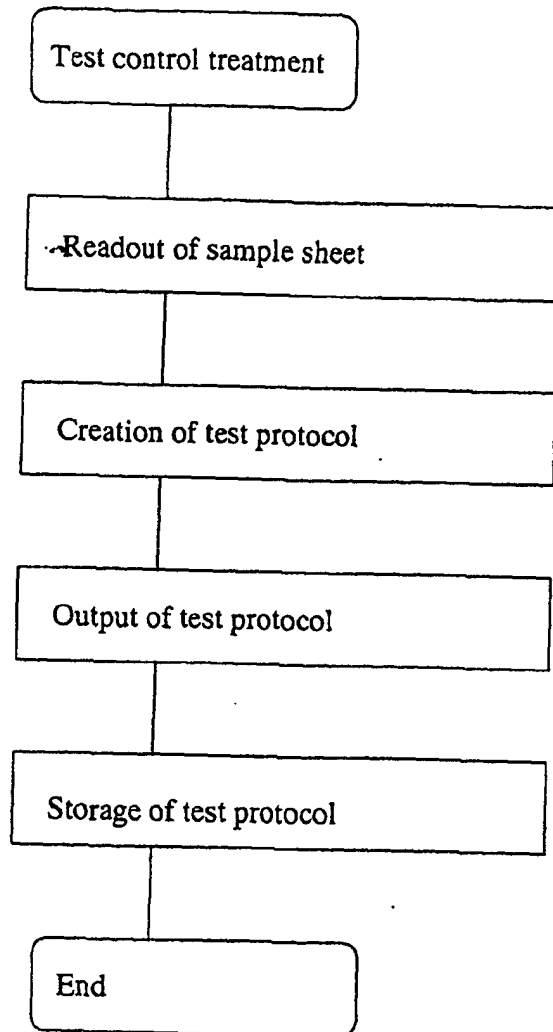 Test control treatment
Readout of sample sheet
Creation of test protocol
Output of test protocol
Storage of test protocol
End